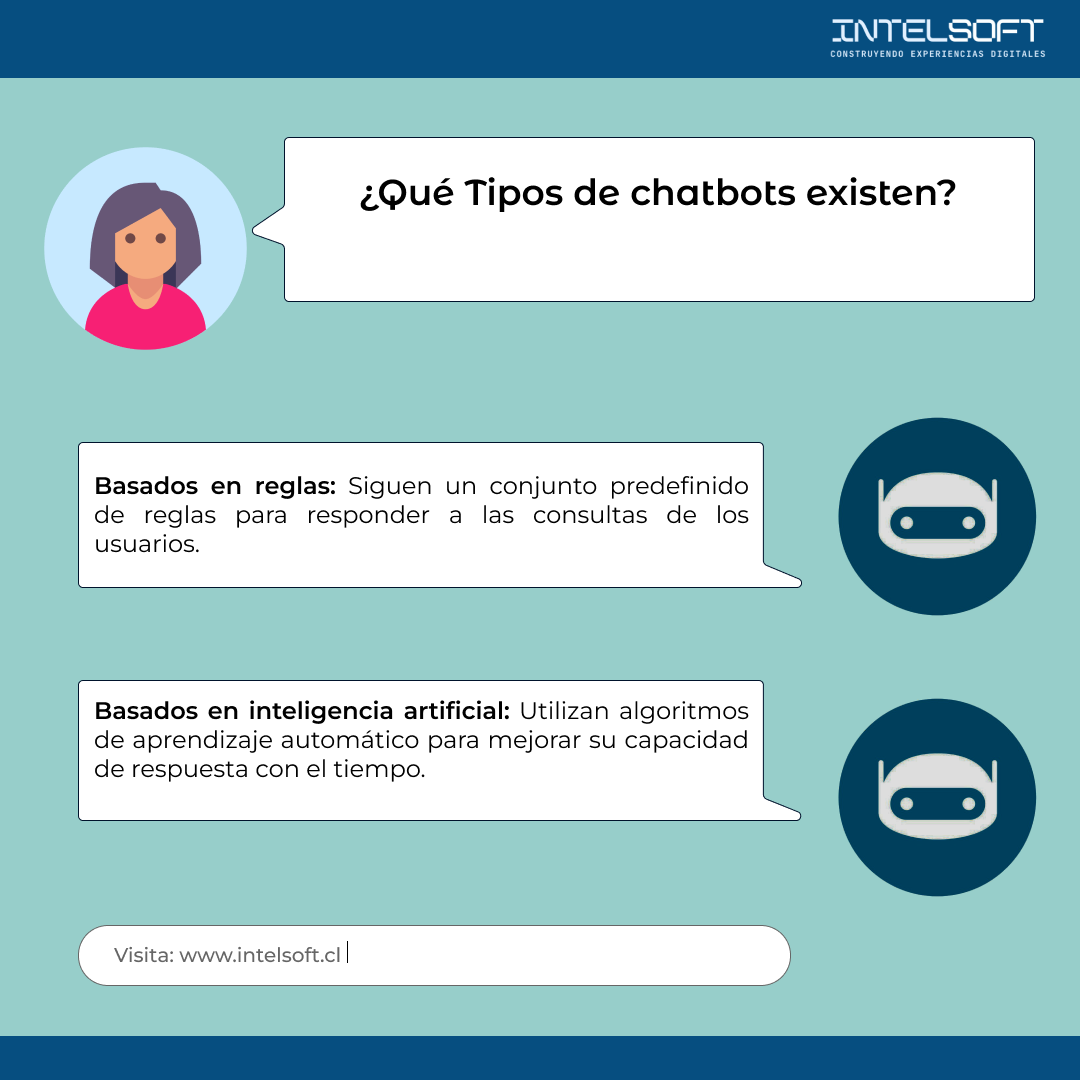 INTELSOFT
CONSTRUYENDO EXPERIENCIAS DIGITALES
¿Qué Tipos de chatbots existen?
Basados en reglas: Siguen un conjunto predefinido
de reglas para responder a las consultas de los
usuarios.
Basados en inteligencia artificial: Utilizan algoritmos
de aprendizaje automático para mejorar su capacidad
de respuesta con el tiempo.
Visita: www.intelsoft.cl